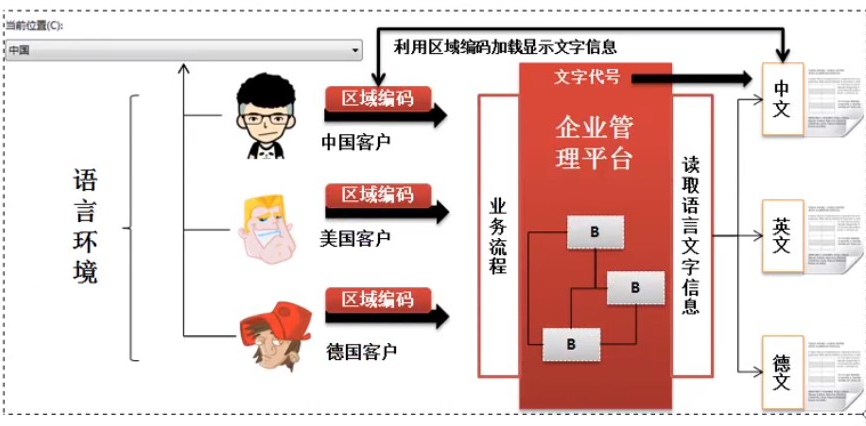 当前位置(C):
中国
利用区域编码加载显示文字信息
语言环境
区域编码
中国客户
区域编码
美国客户
区域编码
德国客户
业务流程
文字代号
企业管
理平台
B
B
B
读取语言文字信息
中文
英文
德文